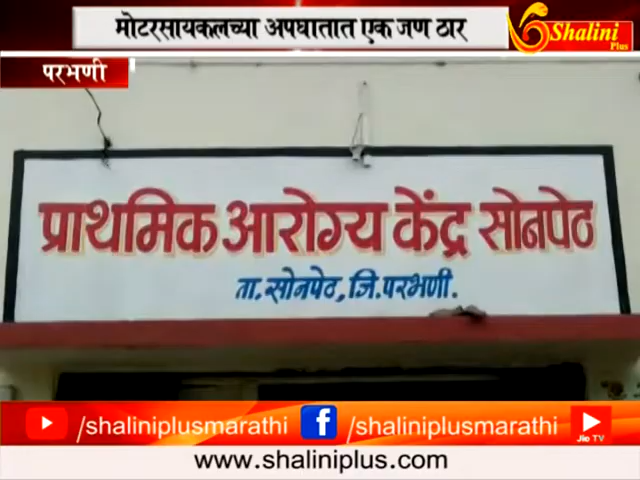 मोटरसायकलच्या अपघातात एक जण ठार
Shalini
Plus
परभणी
प्राथमिक आरोग्य केंद्र सोनपेठ
ता.सोनपेठ, जि.परभणी.
/shaliniplusmarathi
/shaliniplusmarathi
Jio TV
www.shaliniplus.com